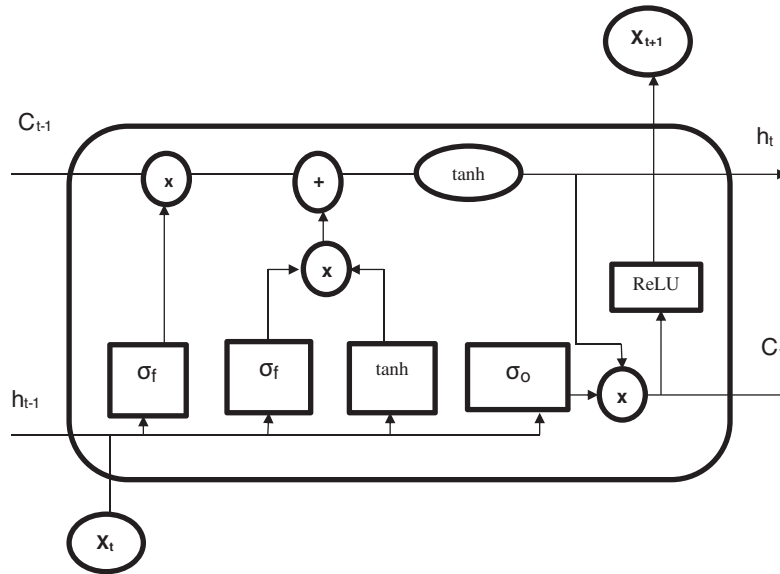 Xt+1
Ct-1
ht
x
+
tanh
x
ReLU
σf
σf
tanh
σo
x
C
ht-1
Xt